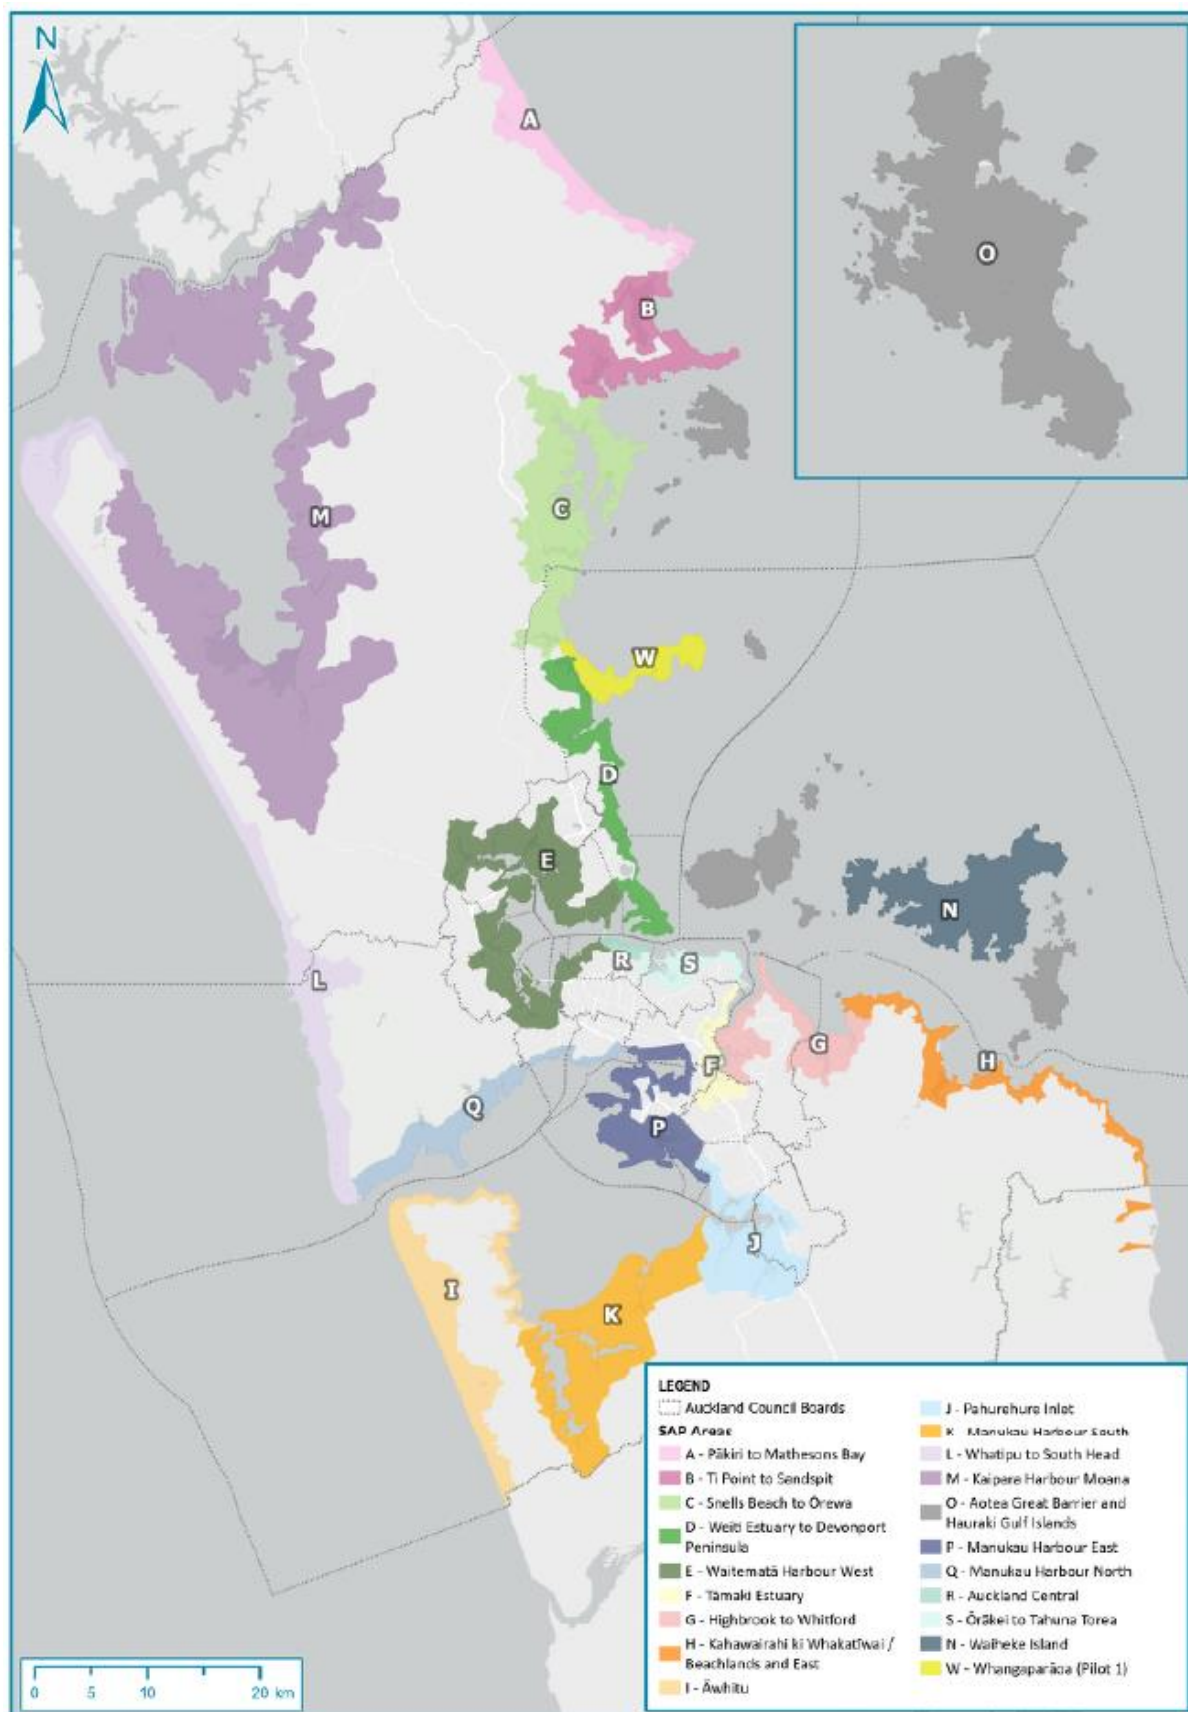 N
A
O
B
M
C
W
D
E
N
L
R
S
G
H
F
Q
P
J
I
K
LEGEND
Auckland Council Boards
SAP Areas
A - Pākiri to Mathesons Bay
B - Ti Point to Sandspit
C - Snells Beach to Ōrewa
D - Weiti Estuary to Devonport
Peninsula
E - Waitematā Harbour West
F - Tāmaki Estuary
G - Highbrook to Whitford
H - Kahawairahi ki Whakatīwai /
Beachlands and East
I - Āwhitu
J - Pahurehure Inlet
K - Manukau Harbour South
L - Whatipu to South Head
M - Kaipara Harbour Moana
O - Aotea Great Barrier and
Hauraki Gulf Islands
P - Manukau Harbour East
Q - Manukau Harbour North
R - Auckland Central
S - Ōrākei to Tahuna Torea
N - Waiheke Island
W - Whangaparāoa (Pilot 1)
0 5 10 20 km